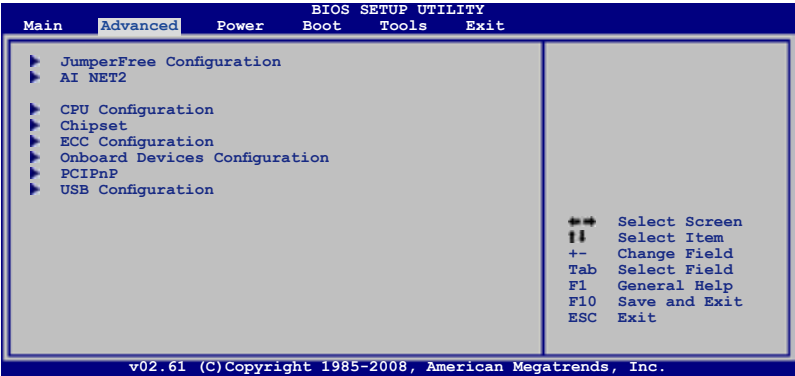 BIOS SETUP UTILITY
Main Advanced Power Boot Tools Exit
JumperFree Configuration
AI NET2
CPU Configuration
Chipset
ECC Configuration
Onboard Devices Configuration
PCIPnP
USB Configuration
Select Screen
Select Item
+- Change Field
Tab Select Field
F1 General Help
F10 Save and Exit
ESC Exit
v02.61 (C)Copyright 1985-2008, American Megatrends, Inc.